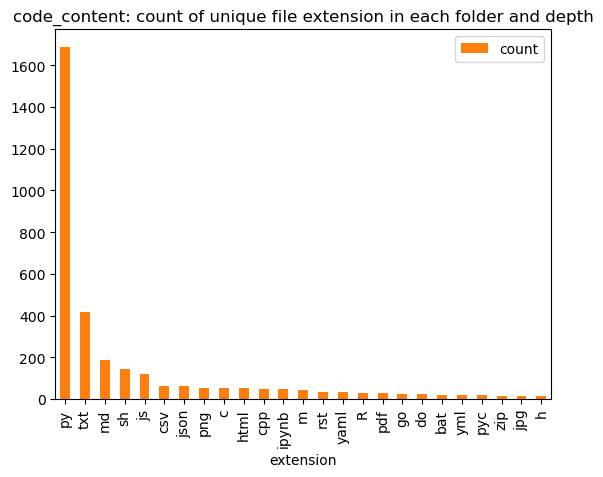 code_content: count of unique file extension in each folder and depth
count
1600
1400
1200
1000
800
600
400
200
0
py
txt
md
sh
js
csv
json
png
c
html
cpp
ipynb
m
rst
yaml
R
pdf
go
do
bat
yml
pyc
zip
jpg
h
extension